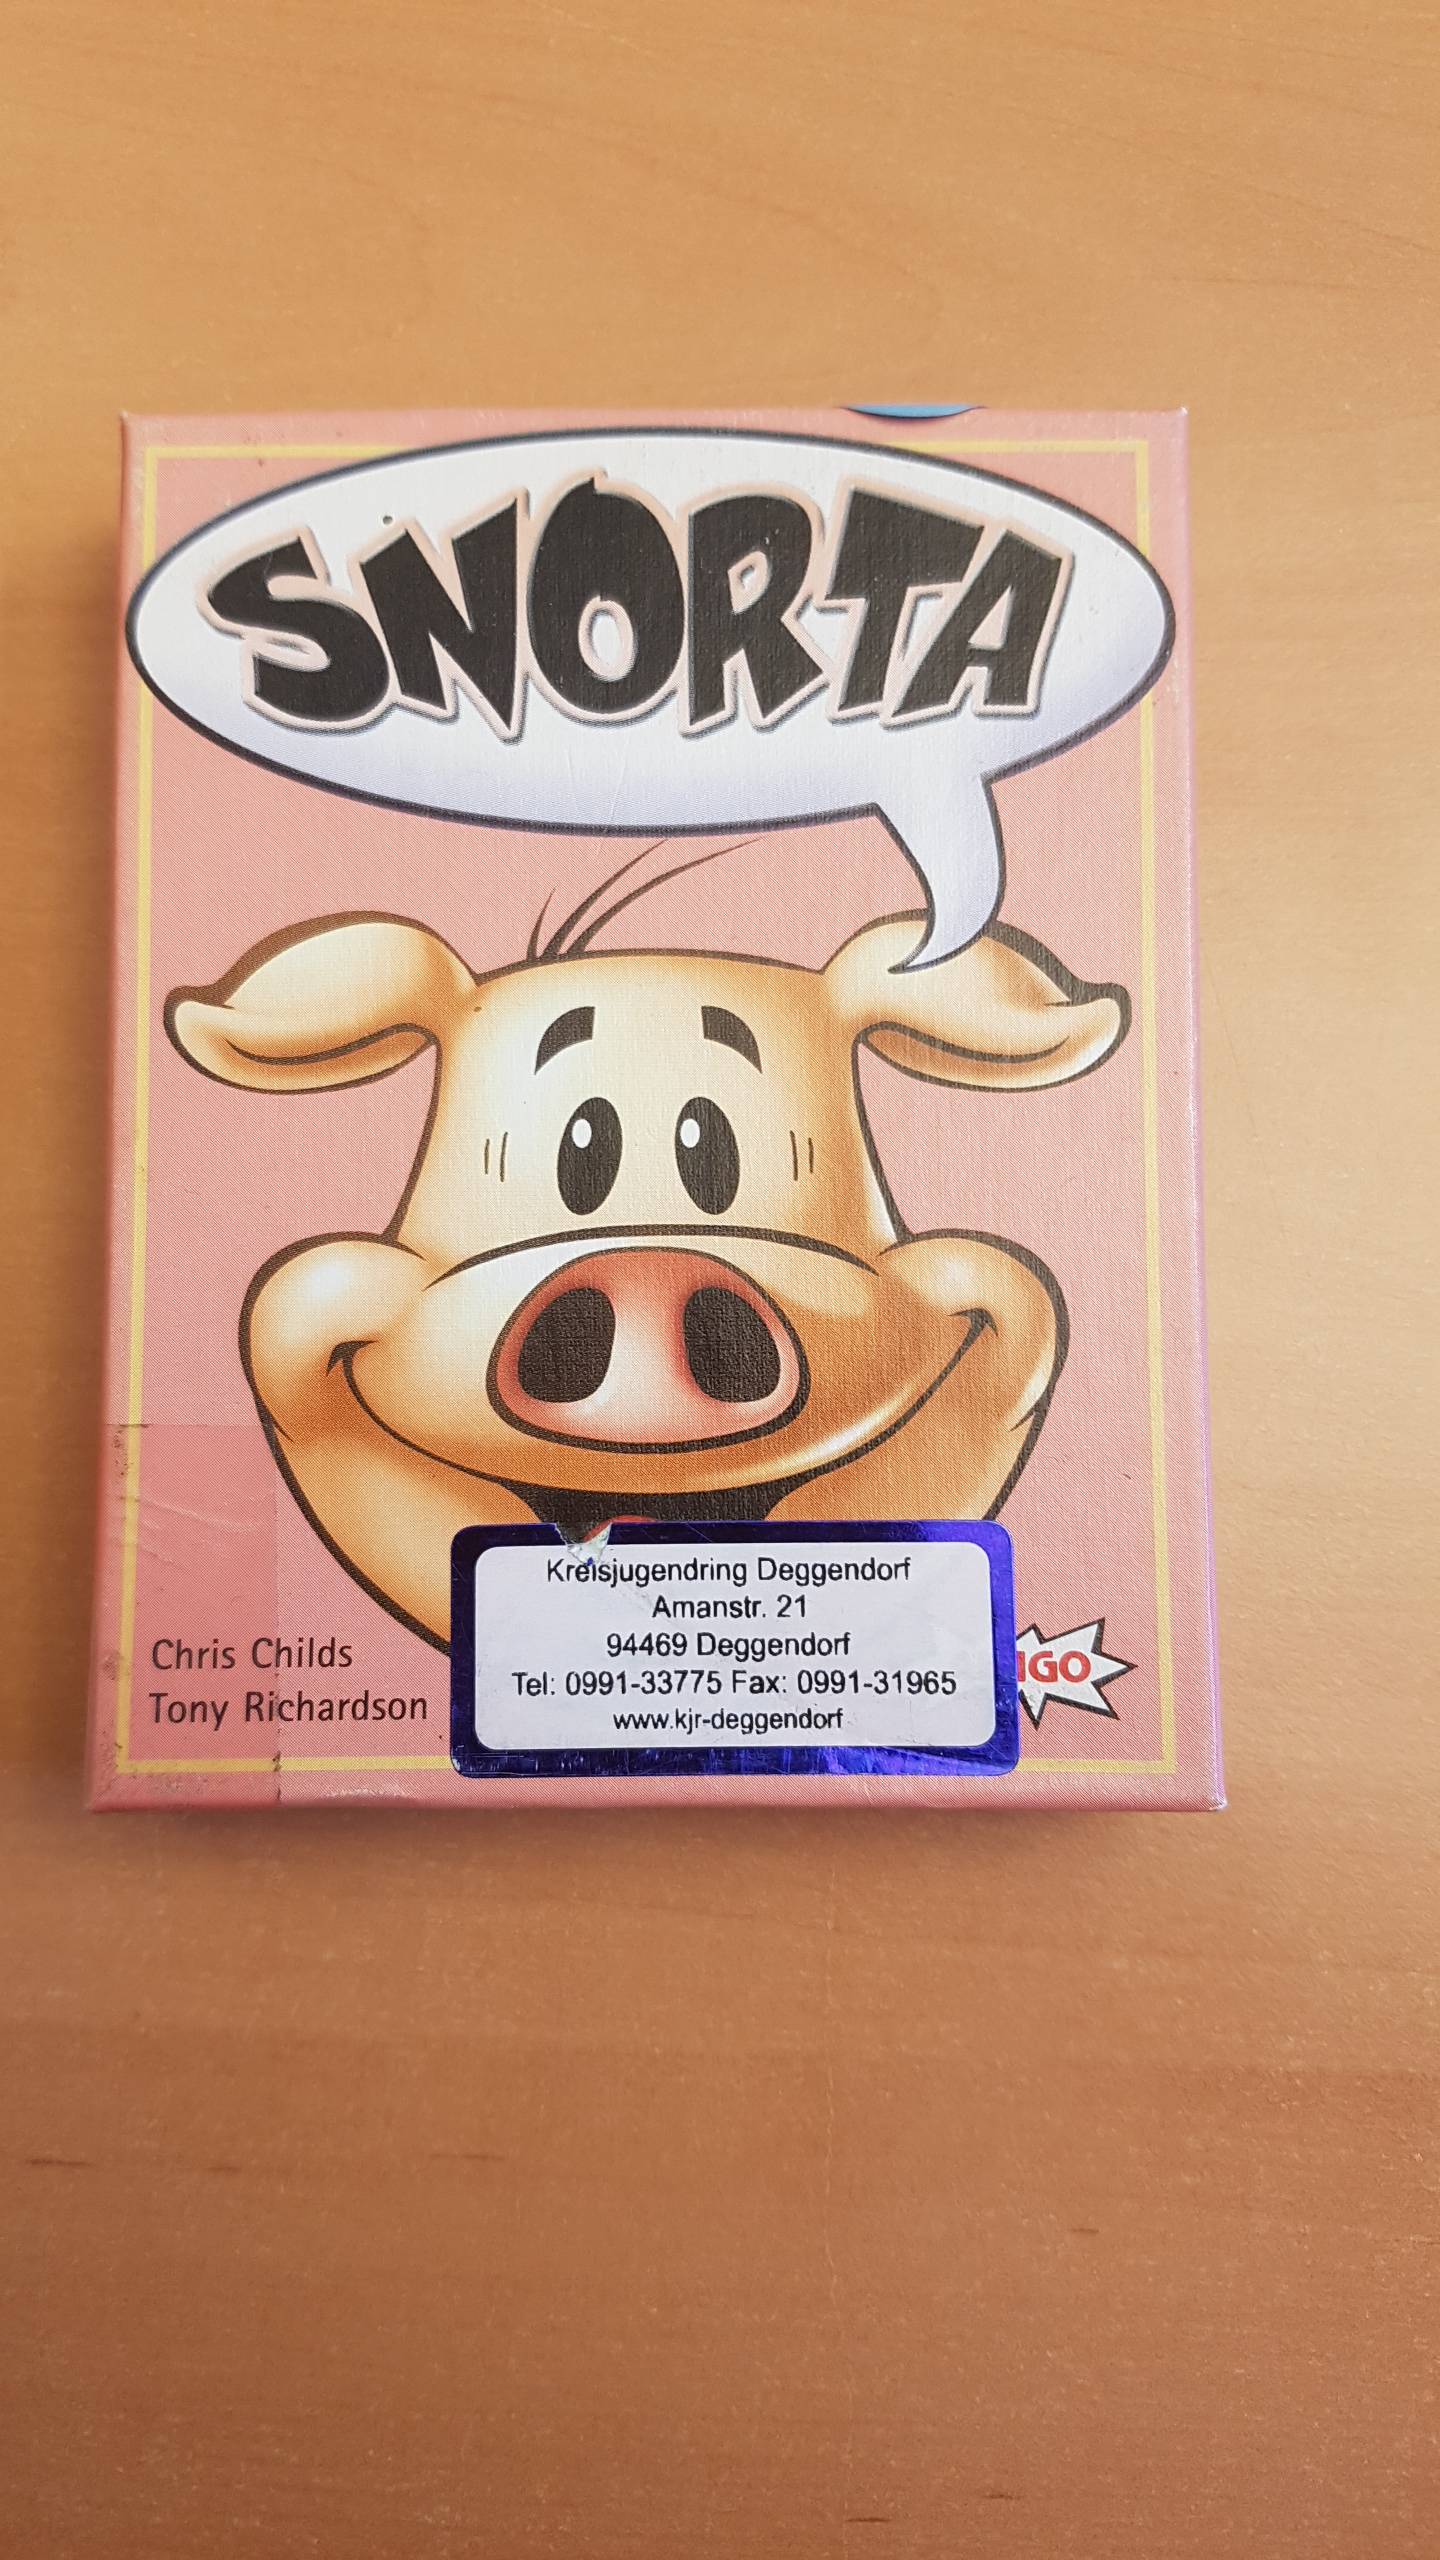 SNORTA
Kreisjugendring Deggendorf
Amanstr. 21
94469 Deggendorf
Tel: 0991-33775 Fax: 0991-31965
www.kjr-deggendorf
Chris Childs
Tony Richardson
IGO